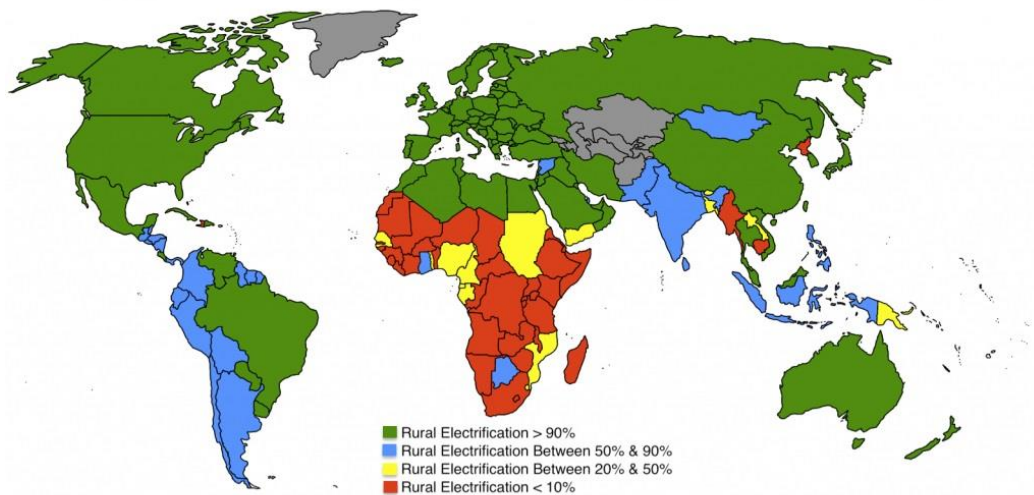 Rural Electrification > 90%
Rural Electrification Between 50% & 90%
Rural Electrification Between 20% & 50%
Rural Electrification < 10%